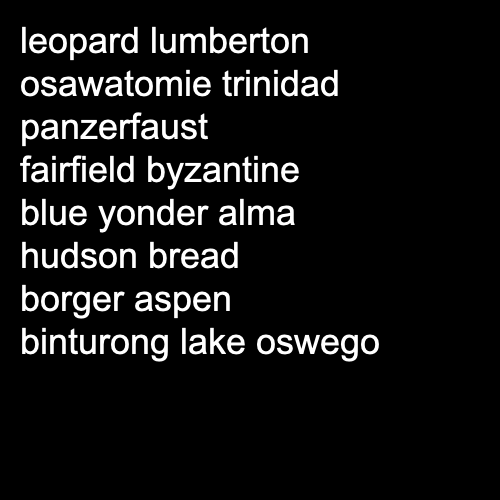 leopard lumberton
osawatomie trinidad
panzerfaust
fairfield byzantine
blue yonder alma
hudson bread
borger aspen
binturong lake oswego